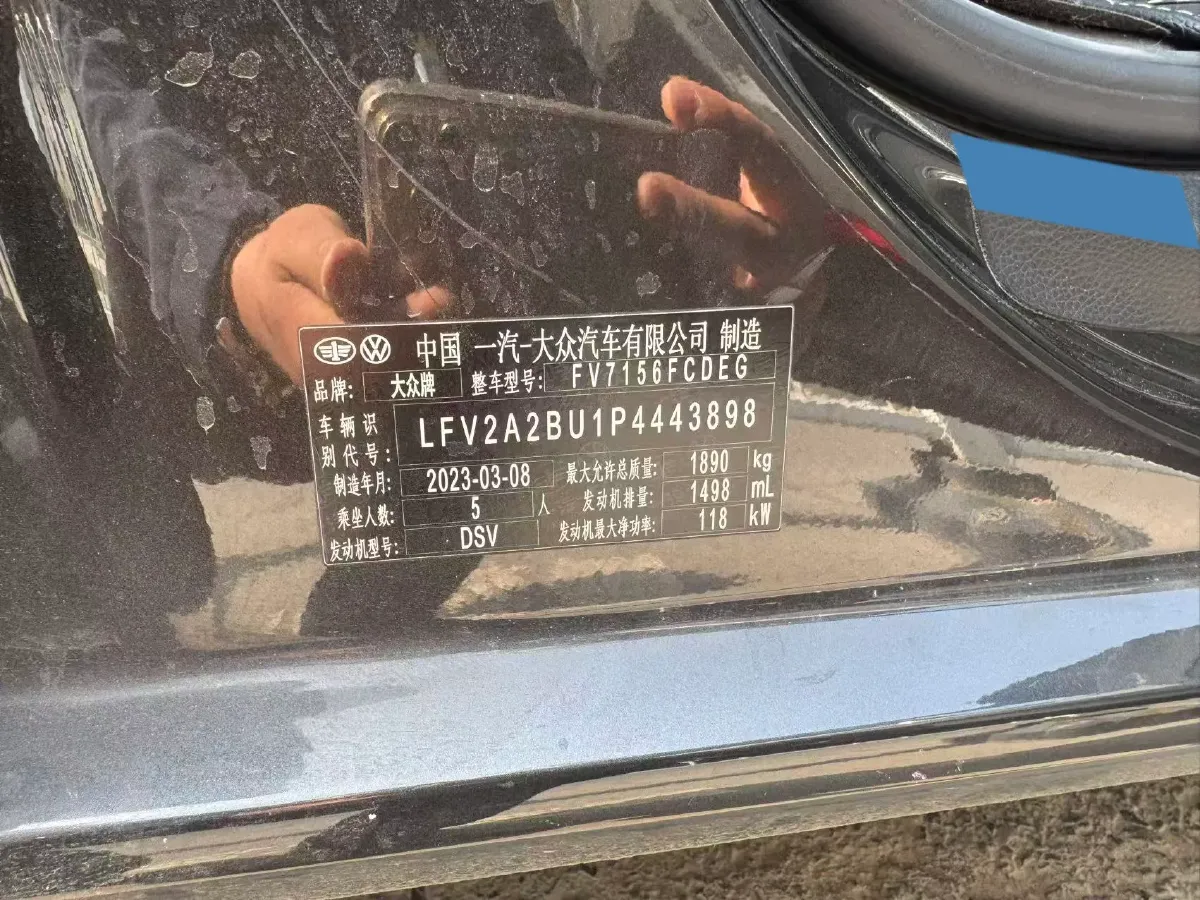 中国 一汽-大众汽车有限公司 制造
品牌: 大众牌 整车型号: FV7156FCDEG
车辆识别代号: LFV2A2BU1P4443898
制造年月: 2023-03-08 最大允许总质量: 1890 kg
乘坐人数: 5 人 发动机排量: 1498 mL
发动机型号: DSV 发动机最大净功率: 118 kW